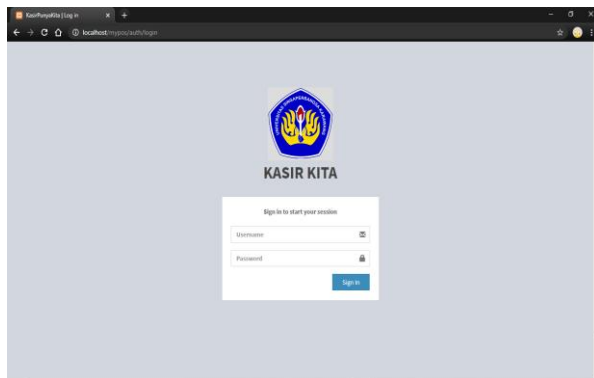 KasirPunyaKita | Log in
localhost/mypos/auth/login
KASIR KITA
Sign in to start your session
Username
Password
Sign in